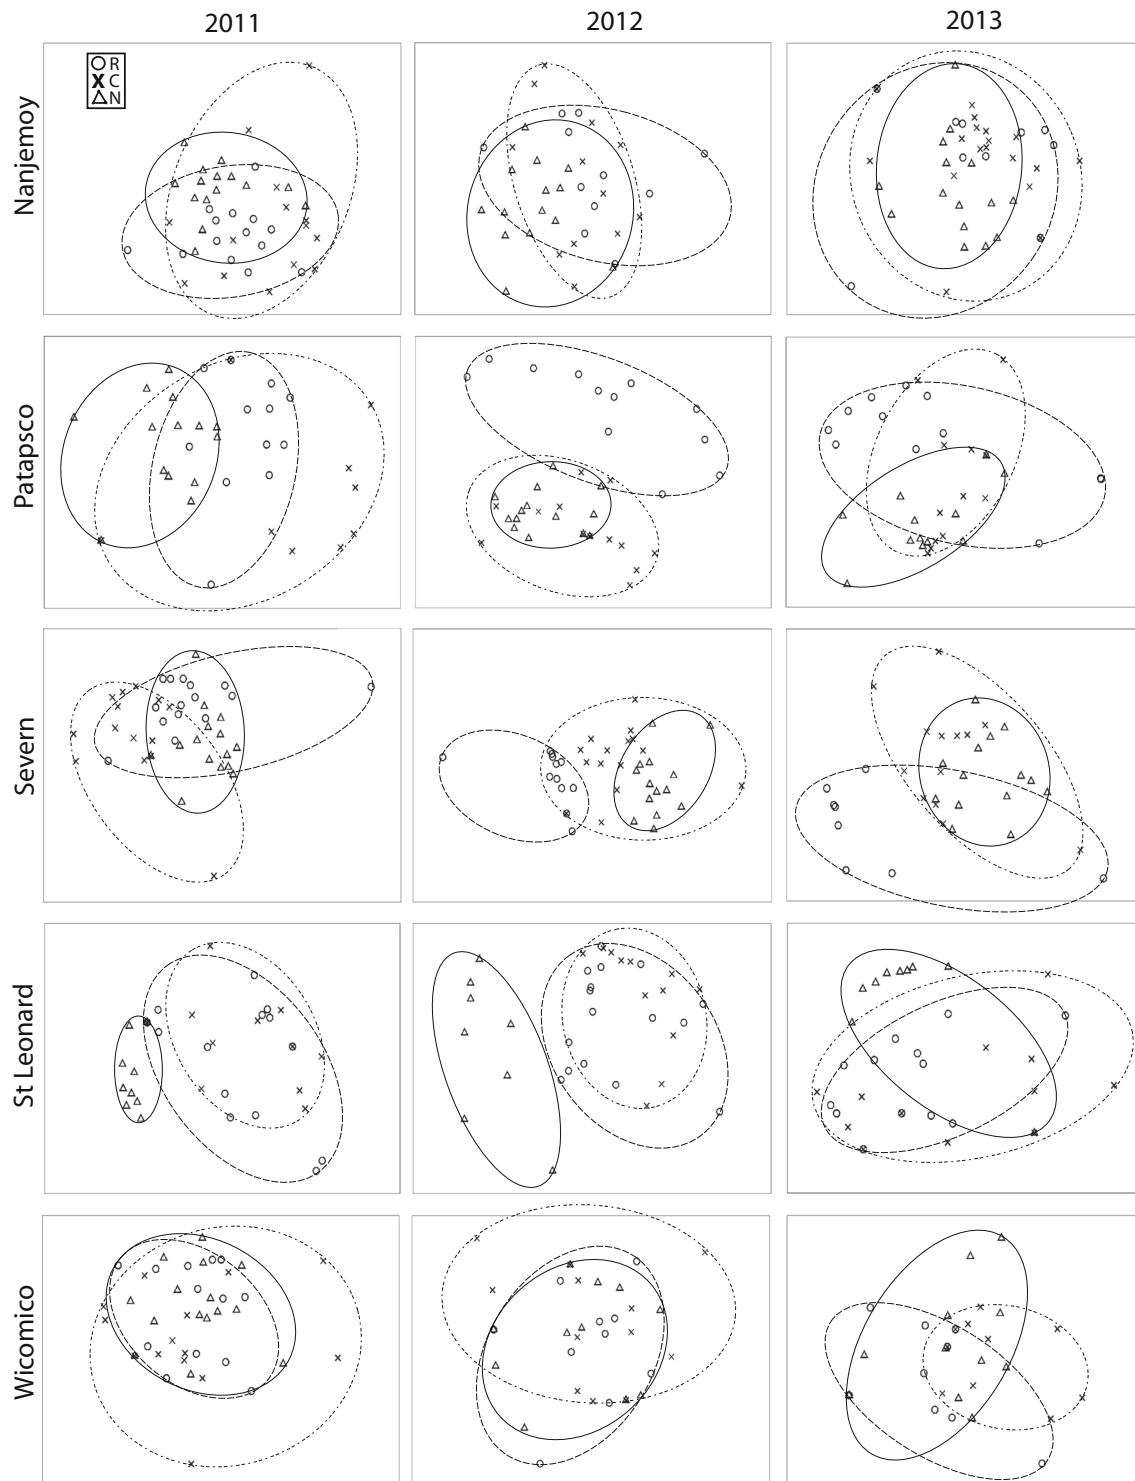 2011 2012 2013
R
C
N
Nanjemoy
Patapsco
Severn
St Leonard
Wicomico